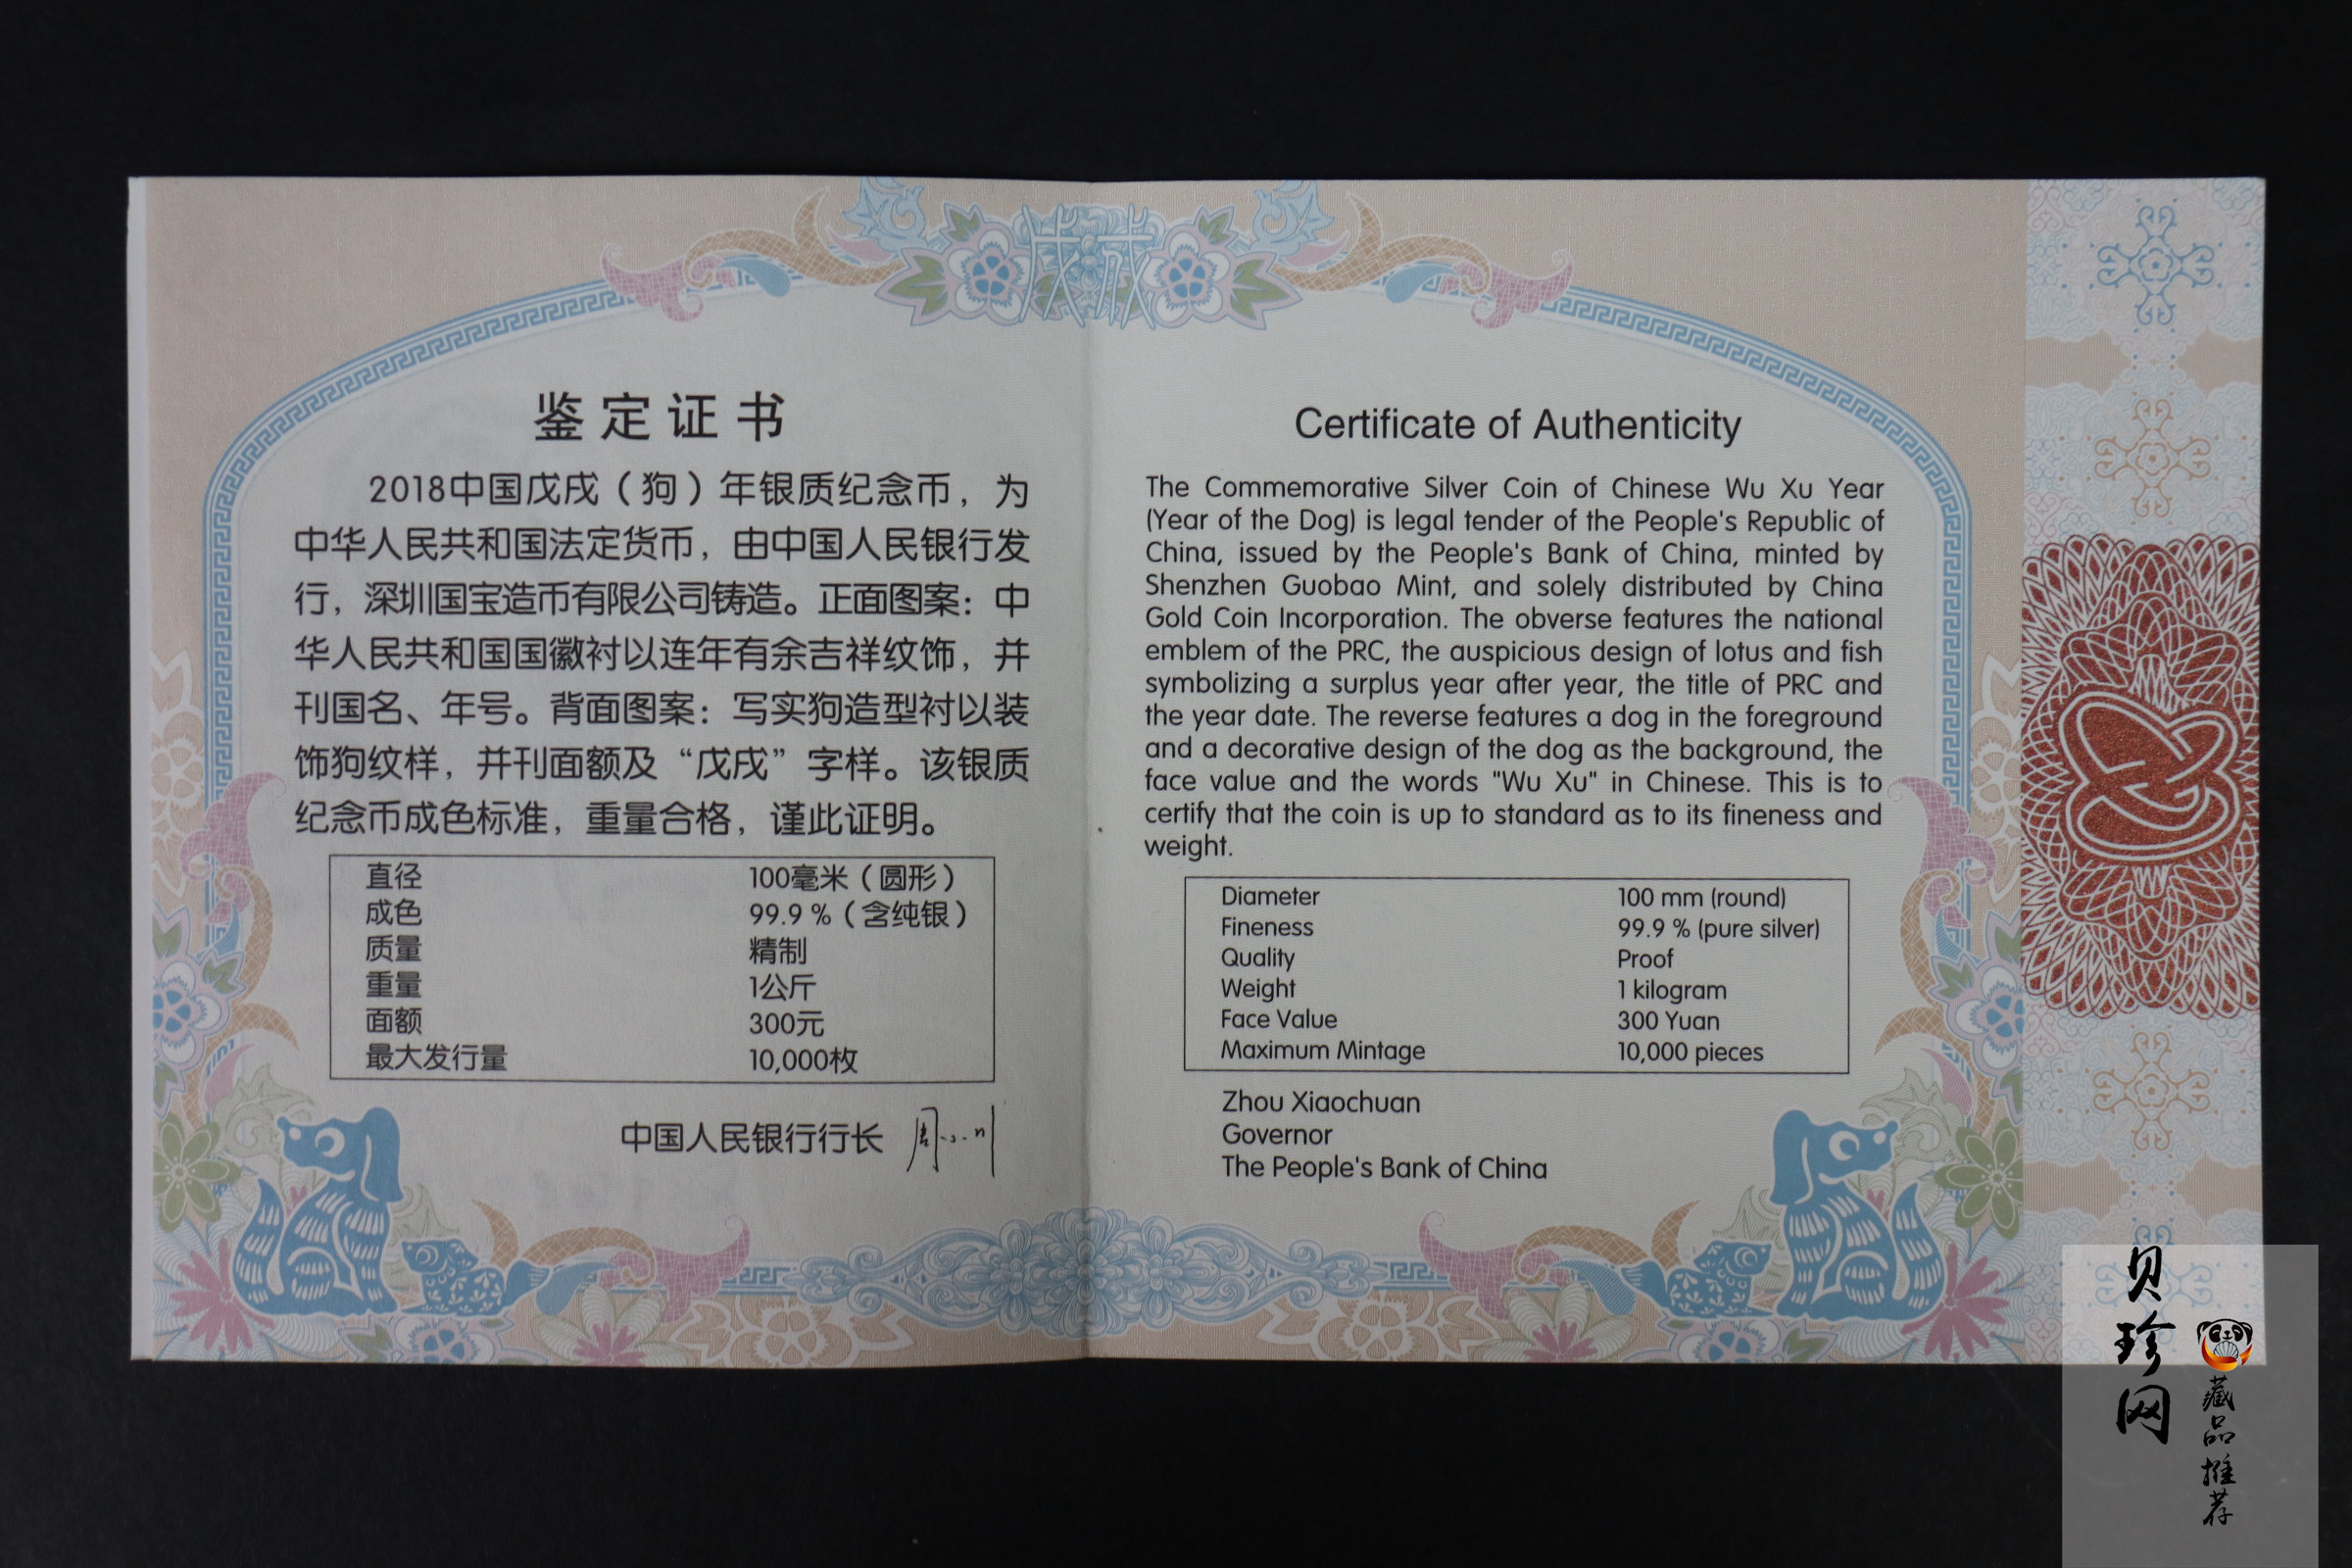 戊戌
鉴定证书
2018中国戊戌（狗）年银质纪念币，为
中华人民共和国法定货币，由中国人民银行发
行，深圳国宝造币有限公司铸造。正面图案：中
华人民共和国国徽衬以连年有余吉祥纹饰，并
刊国名、年号。背面图案：写实狗造型衬以装
饰狗纹样，并刊面额及“戊戌”字样。该银质
纪念币成色标准，重量合格，谨此证明。
直径 100毫米（圆形）
成色 99.9 %（含纯银）
质量 精制
重量 1公斤
面额 300元
最大发行量 10,000枚
中国人民银行行长 周小川
Certificate of Authenticity
The Commemorative Silver Coin of Chinese Wu Xu Year
(Year of the Dog) is legal tender of the People's Republic of
China, issued by the People's Bank of China, minted by
Shenzhen Guobao Mint, and solely distributed by China
Gold Coin Incorporation. The obverse features the national
emblem of the PRC, the auspicious design of lotus and fish
symbolizing a surplus year after year, the title of PRC and
the year date. The reverse features a dog in the foreground
and a decorative design of the dog as the background, the
face value and the words "Wu Xu" in Chinese. This is to
certify that the coin is up to standard as to its fineness and
weight.
Diameter 100 mm (round)
Fineness 99.9 % (pure silver)
Quality Proof
Weight 1 kilogram
Face Value 300 Yuan
Maximum Mintage 10,000 pieces
Zhou Xiaochuan
Governor
The People's Bank of China
贝珍网
藏品推荐